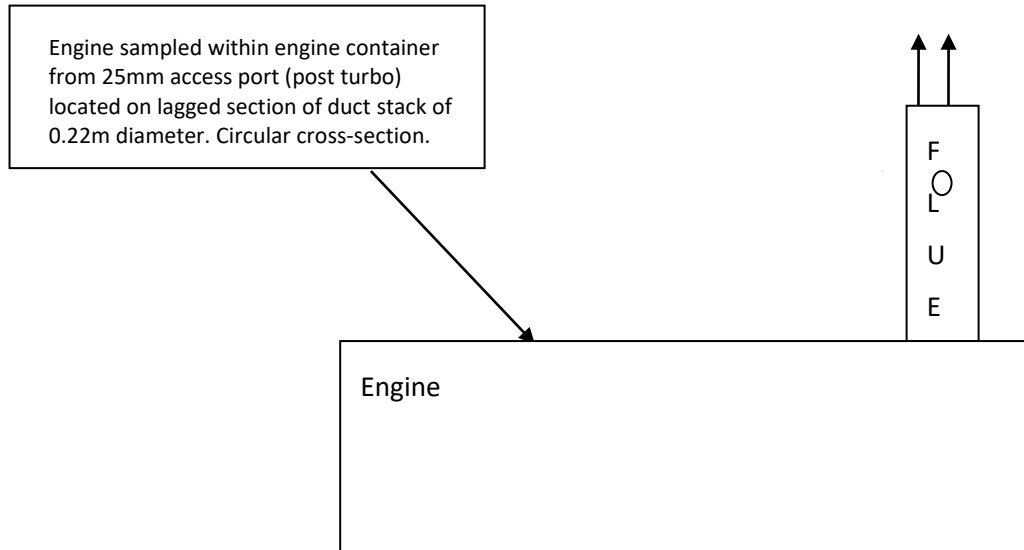 Engine sampled within engine container
from 25mm access port (post turbo)
located on lagged section of duct stack of
0.22m diameter. Circular cross-section.
F
L
U
E
Engine